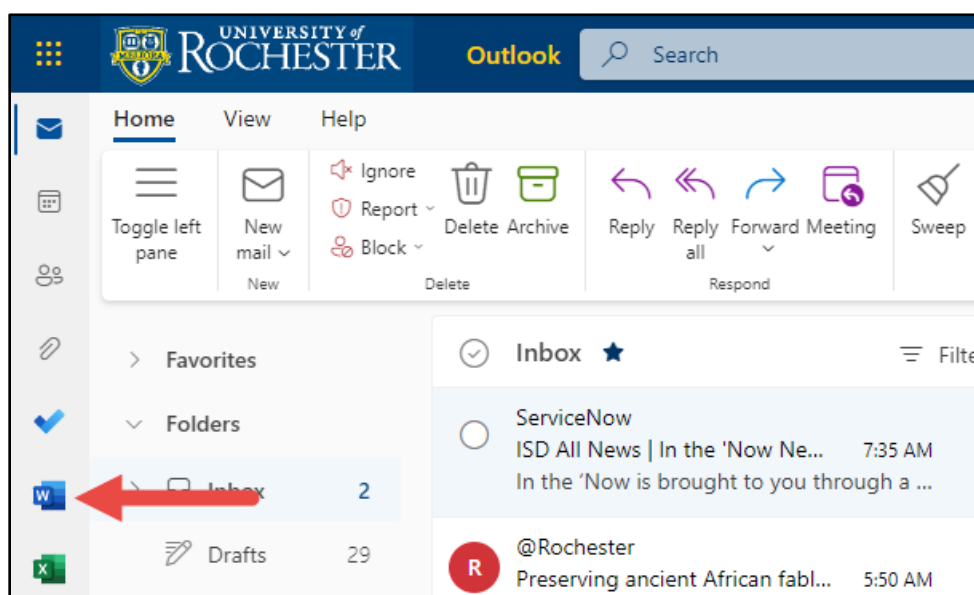 UNIVERSITY of
ROCHESTER
MELIORA
Outlook
Search
Home View Help
Toggle left
pane
New
mail
New
Ignore
Report
Block
Delete Archive
Delete
Reply
Reply
all
Forward Meeting
Respond
Sweep
Favorites
Folders
Inbox 2
Drafts 29
W
X
Inbox
Filte
ServiceNow
ISD All News | In the 'Now Ne... 7:35 AM
In the ‘Now is brought to you through a ...
R
@Rochester
Preserving ancient African fabl... 5:50 AM